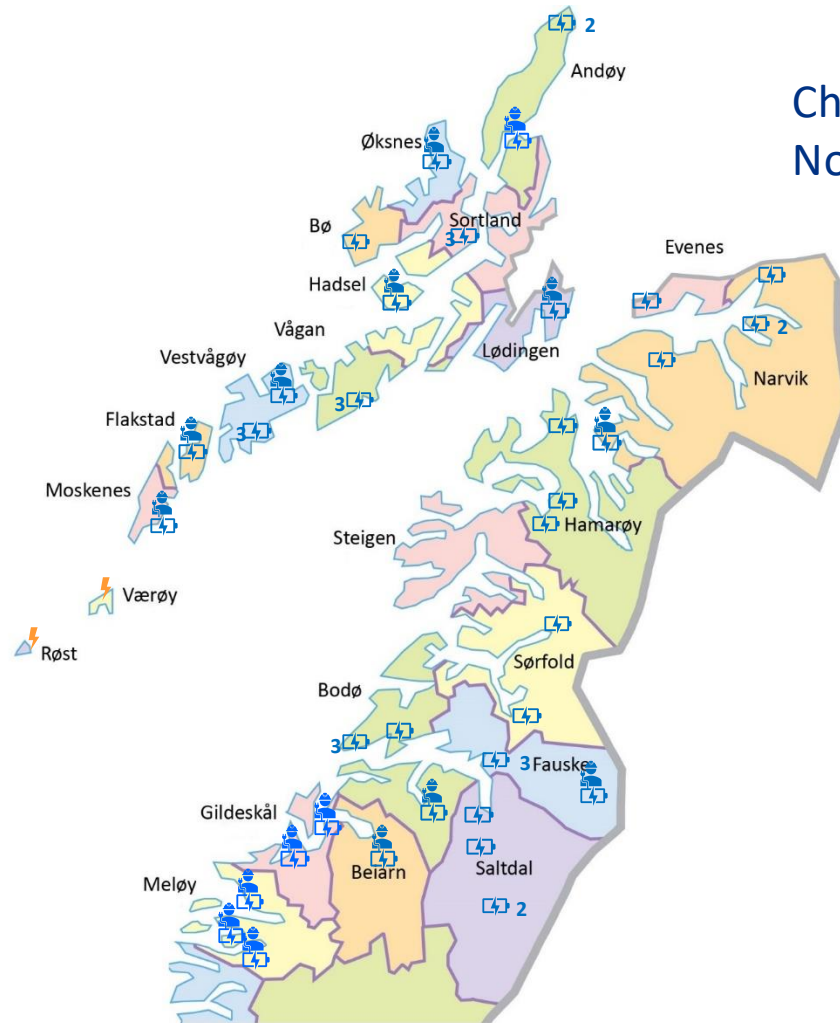 2
Andøy
Ch
No
Øksnes
Bø
Sortland
3
Evenes
Hadsel
Vågan
2
Lødingen
Vestvågøy
Narvik
3
Flakstad
3
Moskenes
Hamarøy
Steigen
Værøy
Røst
Sørfold
Bodø
3
3
Fauske
Gildeskål
Beiarn
Saltdal
Meløy
2